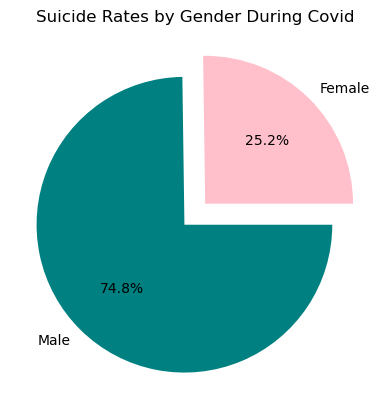 Suicide Rates by Gender During Covid
Female
25.2%
74.8%
Male